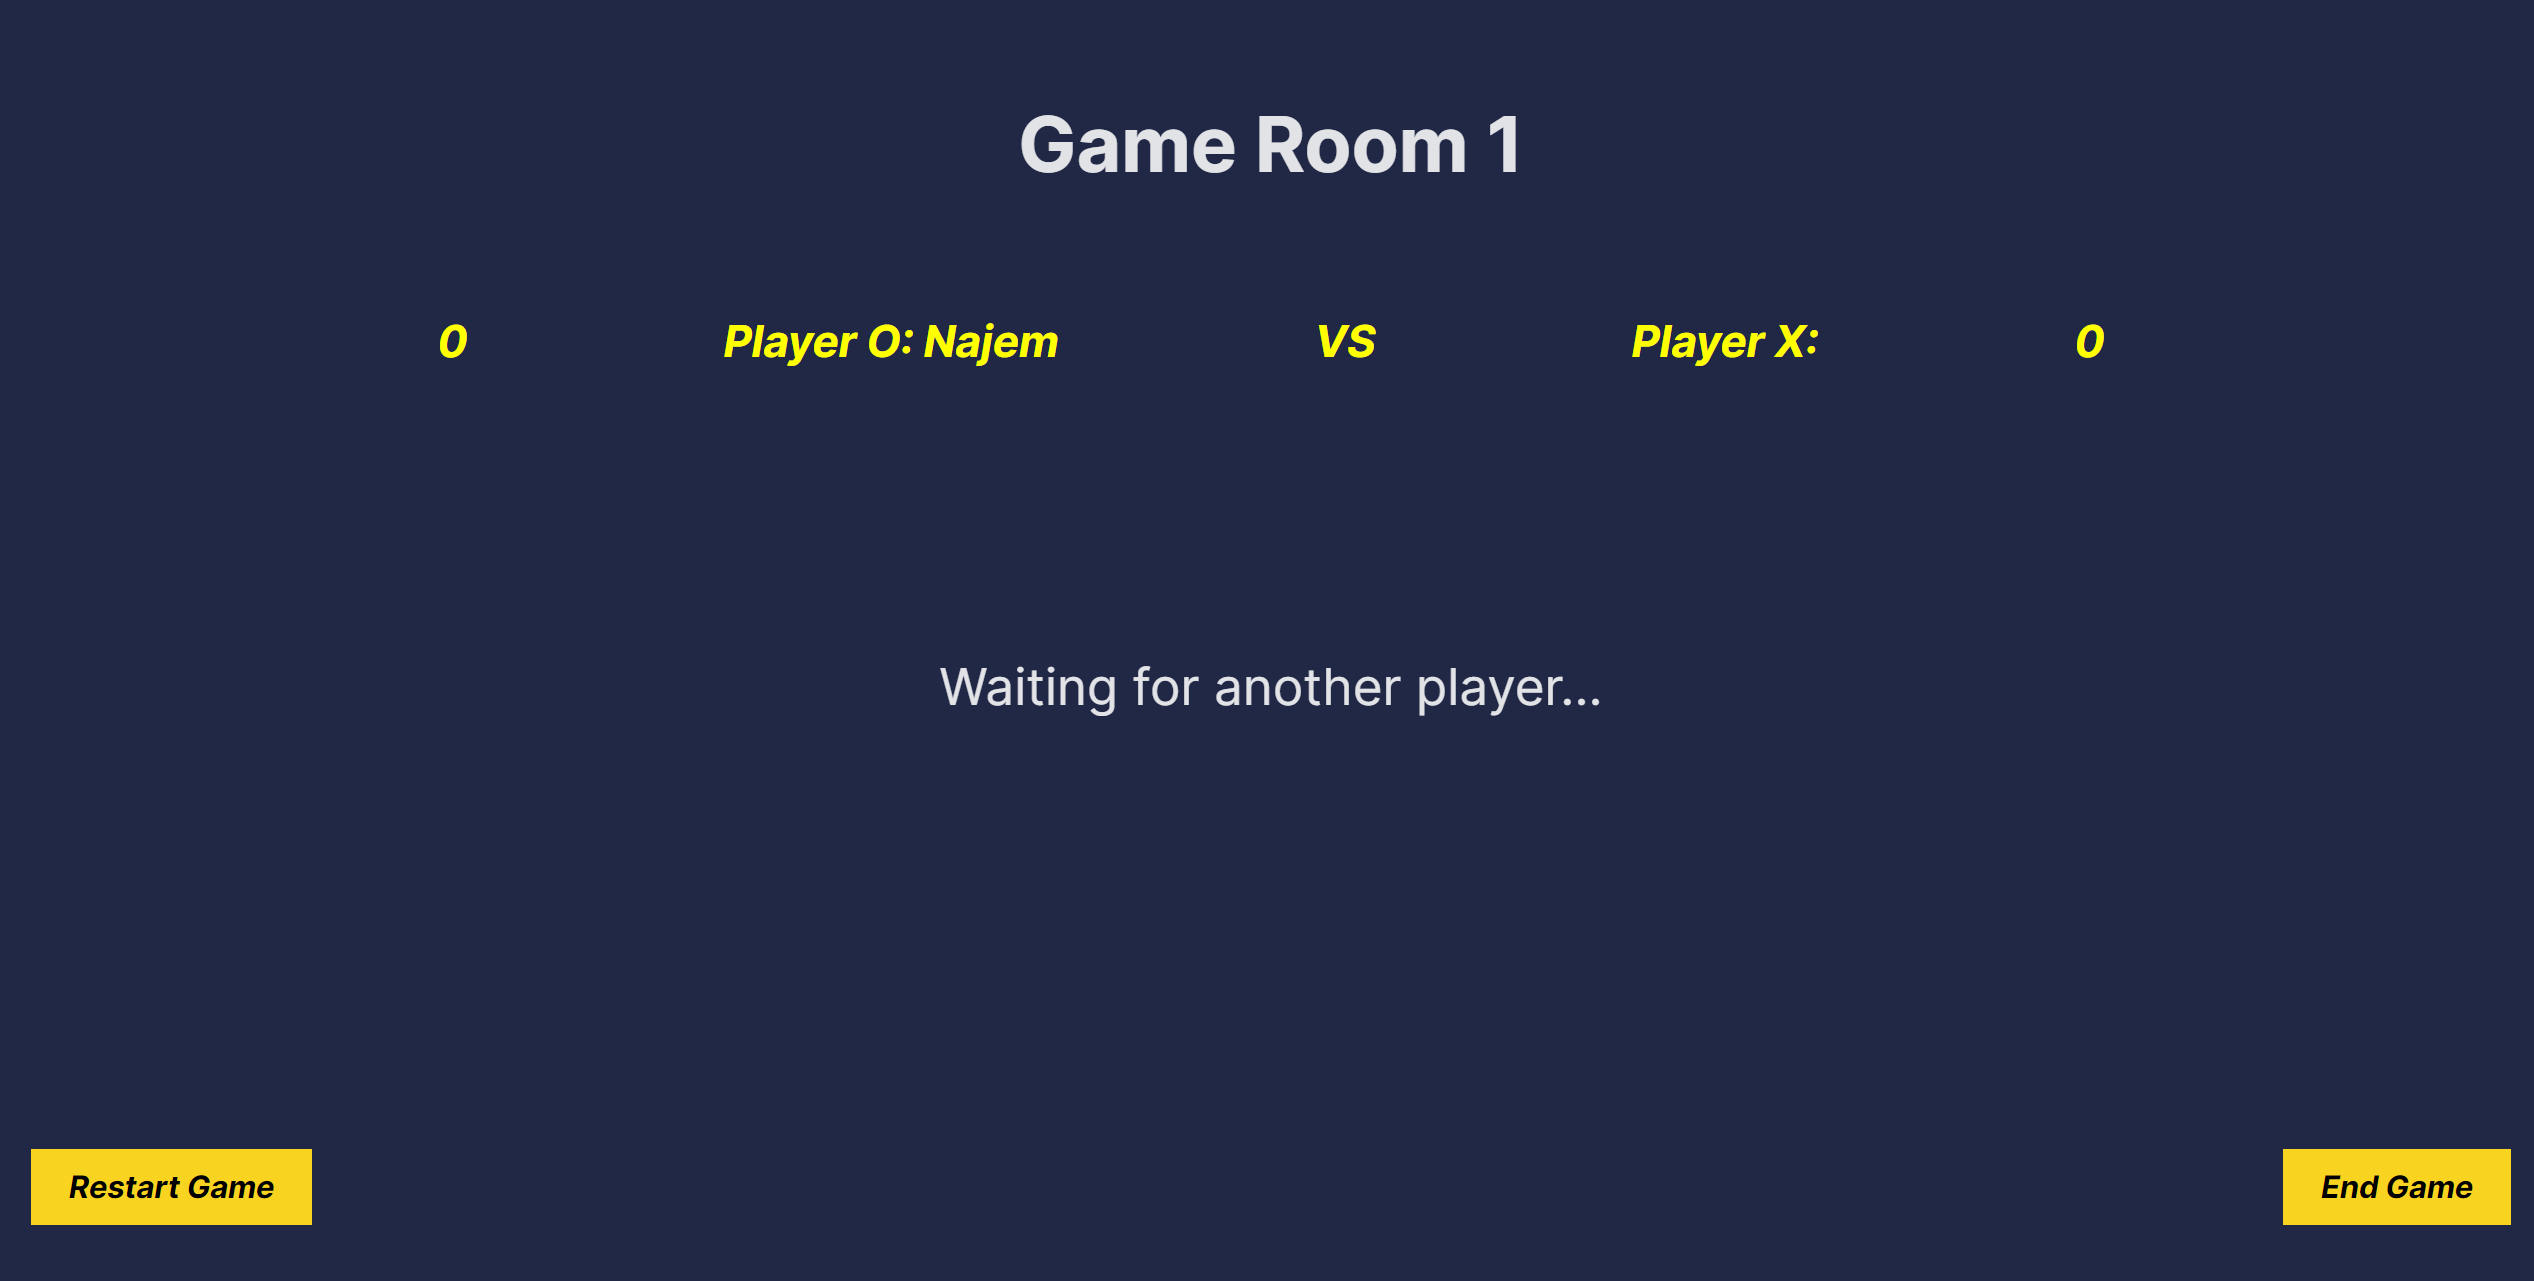 Game Room 1
0 Player O: Najem VS Player X: 0
Waiting for another player...
Restart Game End Game